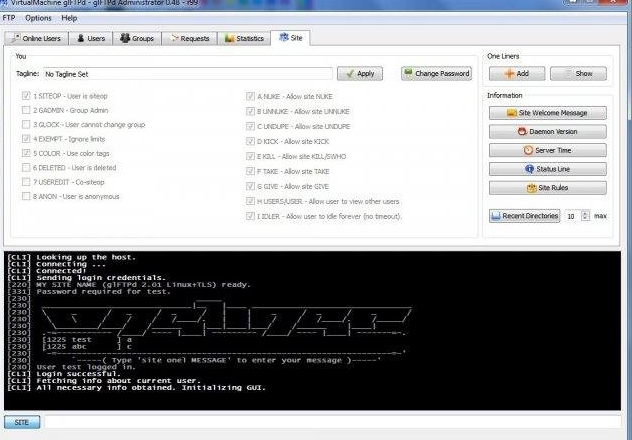 VirtualMachine glFTPd - glFTPd Administrator 0.48 - r99
FTP Options Help
Online Users Users Groups Requests Statistics Site
You
Tagline: No Tagline Set Apply Change Password
1 SITEOP - User is siteop
2 GADMIN - Group Admin
3 GLOCK - User cannot change group
4 EXEMPT - Ignore limits
5 COLOR - Use color tags
6 DELETED - User is deleted
7 USEREDIT - Co-siteop
8 ANON - User is anonymous
A NUKE - Allow site NUKE
B UNNUKE - Allow site UNNUKE
C UNDUPE - Allow site UNDUPE
D KICK - Allow site KICK
E KILL - Allow site KILL/SWHO
F TAKE - Allow site TAKE
G GIVE - Allow site GIVE
H USERS/USER - Allow user to view other users
I IDLER - Allow user to idle forever (no timeout).
One Liners
Add Show
Information
Site Welcome Message
Daemon Version
Server Time
Status Line
Site Rules
Recent Directories 10 max
[CLI] Looking up the host.
[CLI] Connecting ...
[CLI] Connected!
[CLI] Sending login credentials.
[220] MY SITE NAME (glFTPd 2.01 Linux+TLS) ready.
[331] Password required for test.
[230]
[230]
[230]
[230]
[230]
[230]
[230] [i225 test ] a
[230] [i225 abc ] c
[230]
[230] `-----( Type 'site onel MESSAGE' to enter your message )-----'
[230] User test logged in.
[CLI] Login successful.
[CLI] Fetching info about current user.
[CLI] All necessary info obtained. Initializing GUI.
SITE